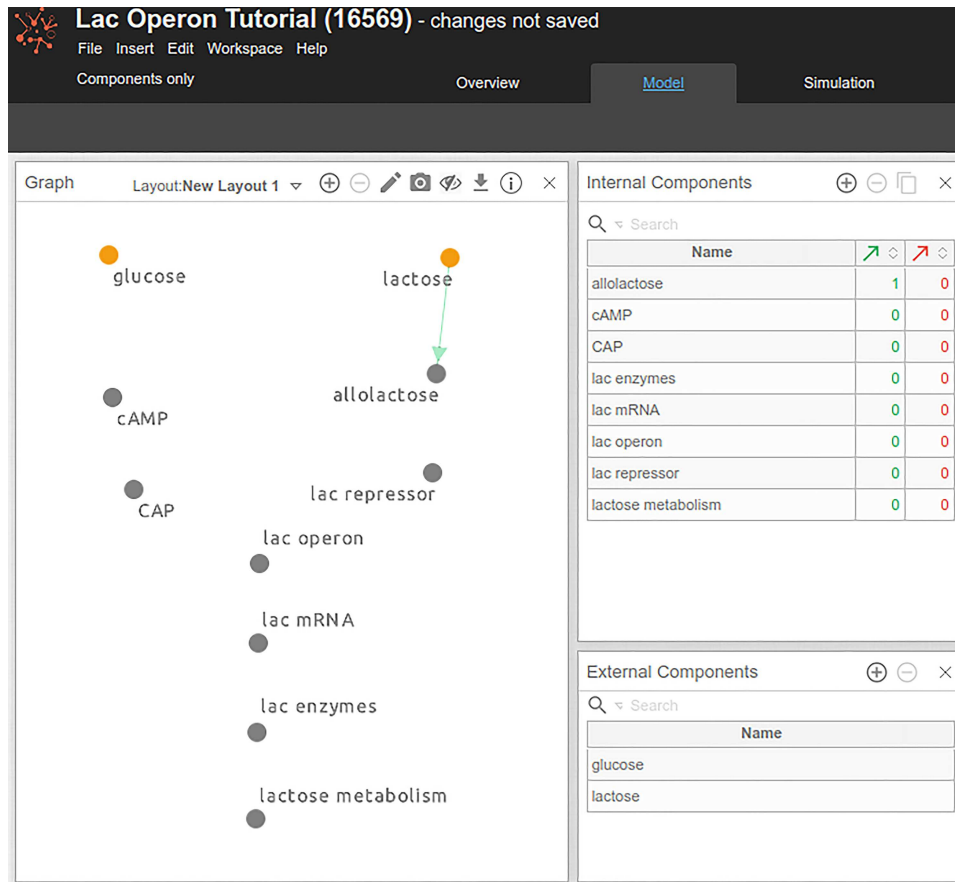 Lac Operon Tutorial (16569) - changes not saved
File Insert Edit Workspace Help
Components only
Overview
Model
Simulation
Graph
Layout:New Layout 1
glucose
lactose
allolactose
cAMP
lac repressor
CAP
lac operon
lac mRNA
lac enzymes
lactose metabolism
Internal Components
Search
Name
allolactose 1 0
cAMP 0 0
CAP 0 0
lac enzymes 0 0
lac mRNA 0 0
lac operon 0 0
lac repressor 0 0
lactose metabolism 0 0
External Components
Search
Name
glucose
lactose